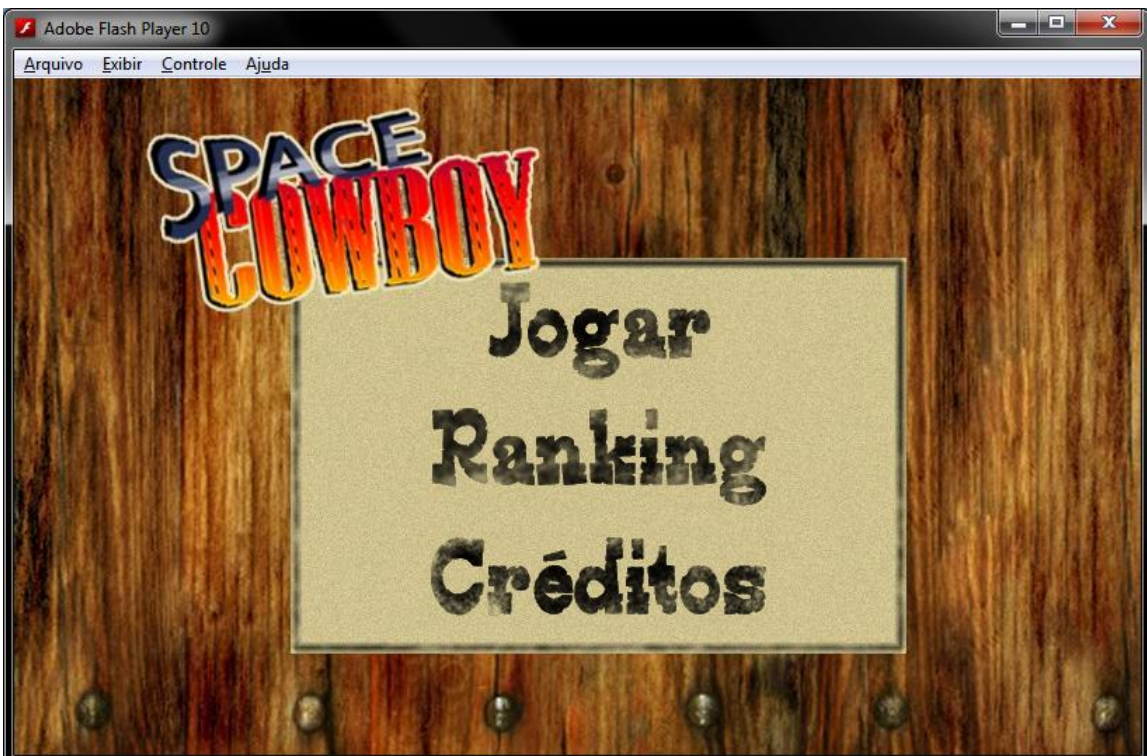 Adobe Flash Player 10
Arquivo Exibir Controle Ajuda
SPACE
COWBOY
Jogar
Ranking
Créditos